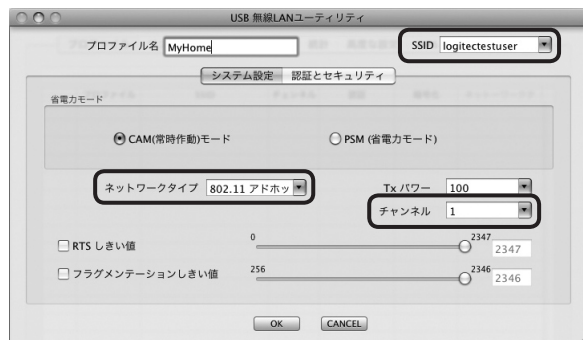 USB 無線LANユーティリティ
プロファイル名 MyHome SSID logitectestuser
システム設定 認証とセキュリティ
省電力モード
CAM(常時作動)モード PSM (省電力モード)
ネットワークタイプ 802.11 アドホッ Tx パワー 100
チャンネル 1
RTS しきい値 0 2347 2347
フラグメンテーションしきい値 256 2346 2346
OK CANCEL